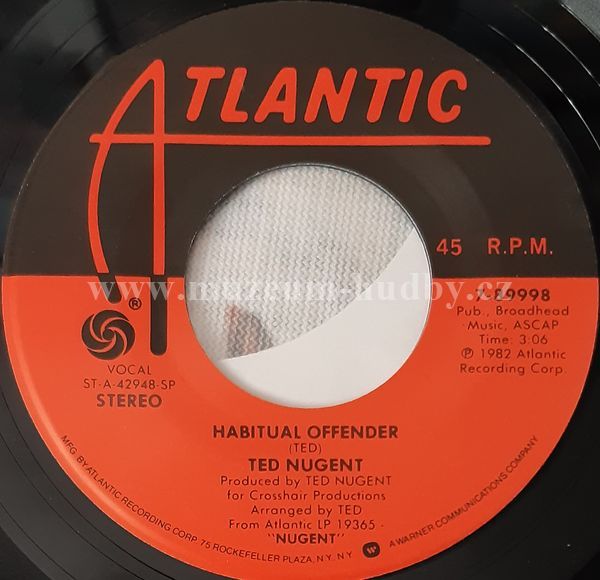 ATLANTIC
45 R.P.M.
www.muzeum-hudby.cz
®
VOCAL
ST-A-42948-SP
STEREO
7-89998
Pub., Broadhead
Music, ASCAP
Time: 3:06
℗ 1982 Atlantic
Recording Corp.
HABITUAL OFFENDER
(TED)
TED NUGENT
Produced by TED NUGENT
for Crosshair Productions
Arranged by TED
From Atlantic LP 19365 -
"NUGENT"
MFG. BY ATLANTIC RECORDING CORP. 75 ROCKEFELLER PLAZA, N.Y. N.Y. A WARNER COMMUNICATIONS COMPANY